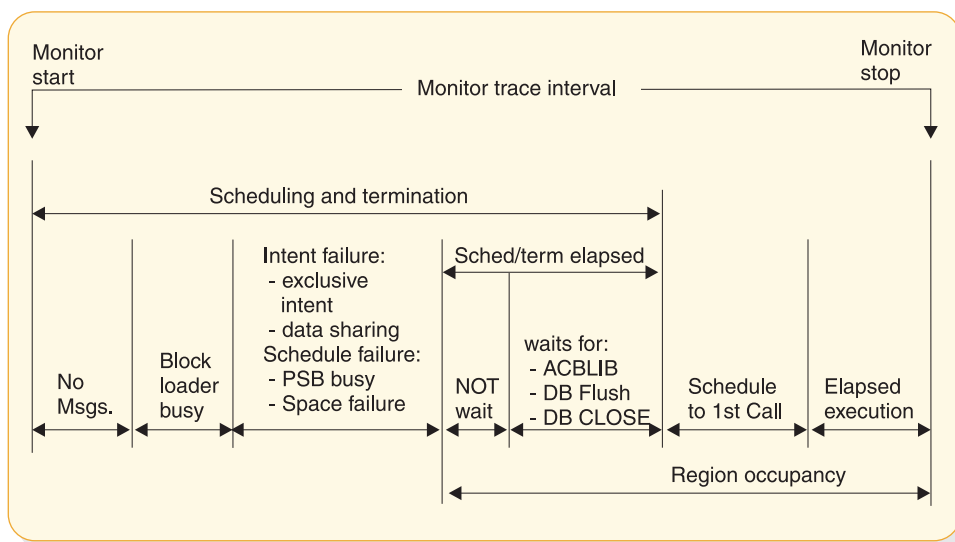 Monitor
start
Monitor
stop
Monitor trace interval
Scheduling and termination
Intent failure:
- exclusive
intent
- data sharing
Schedule failure:
- PSB busy
- Space failure
Sched/term elapsed
No
Msgs.
Block
loader
busy
NOT
wait
waits for:
- ACBLIB
- DB Flush
- DB CLOSE
Schedule
to 1st Call
Elapsed
execution
Region occupancy